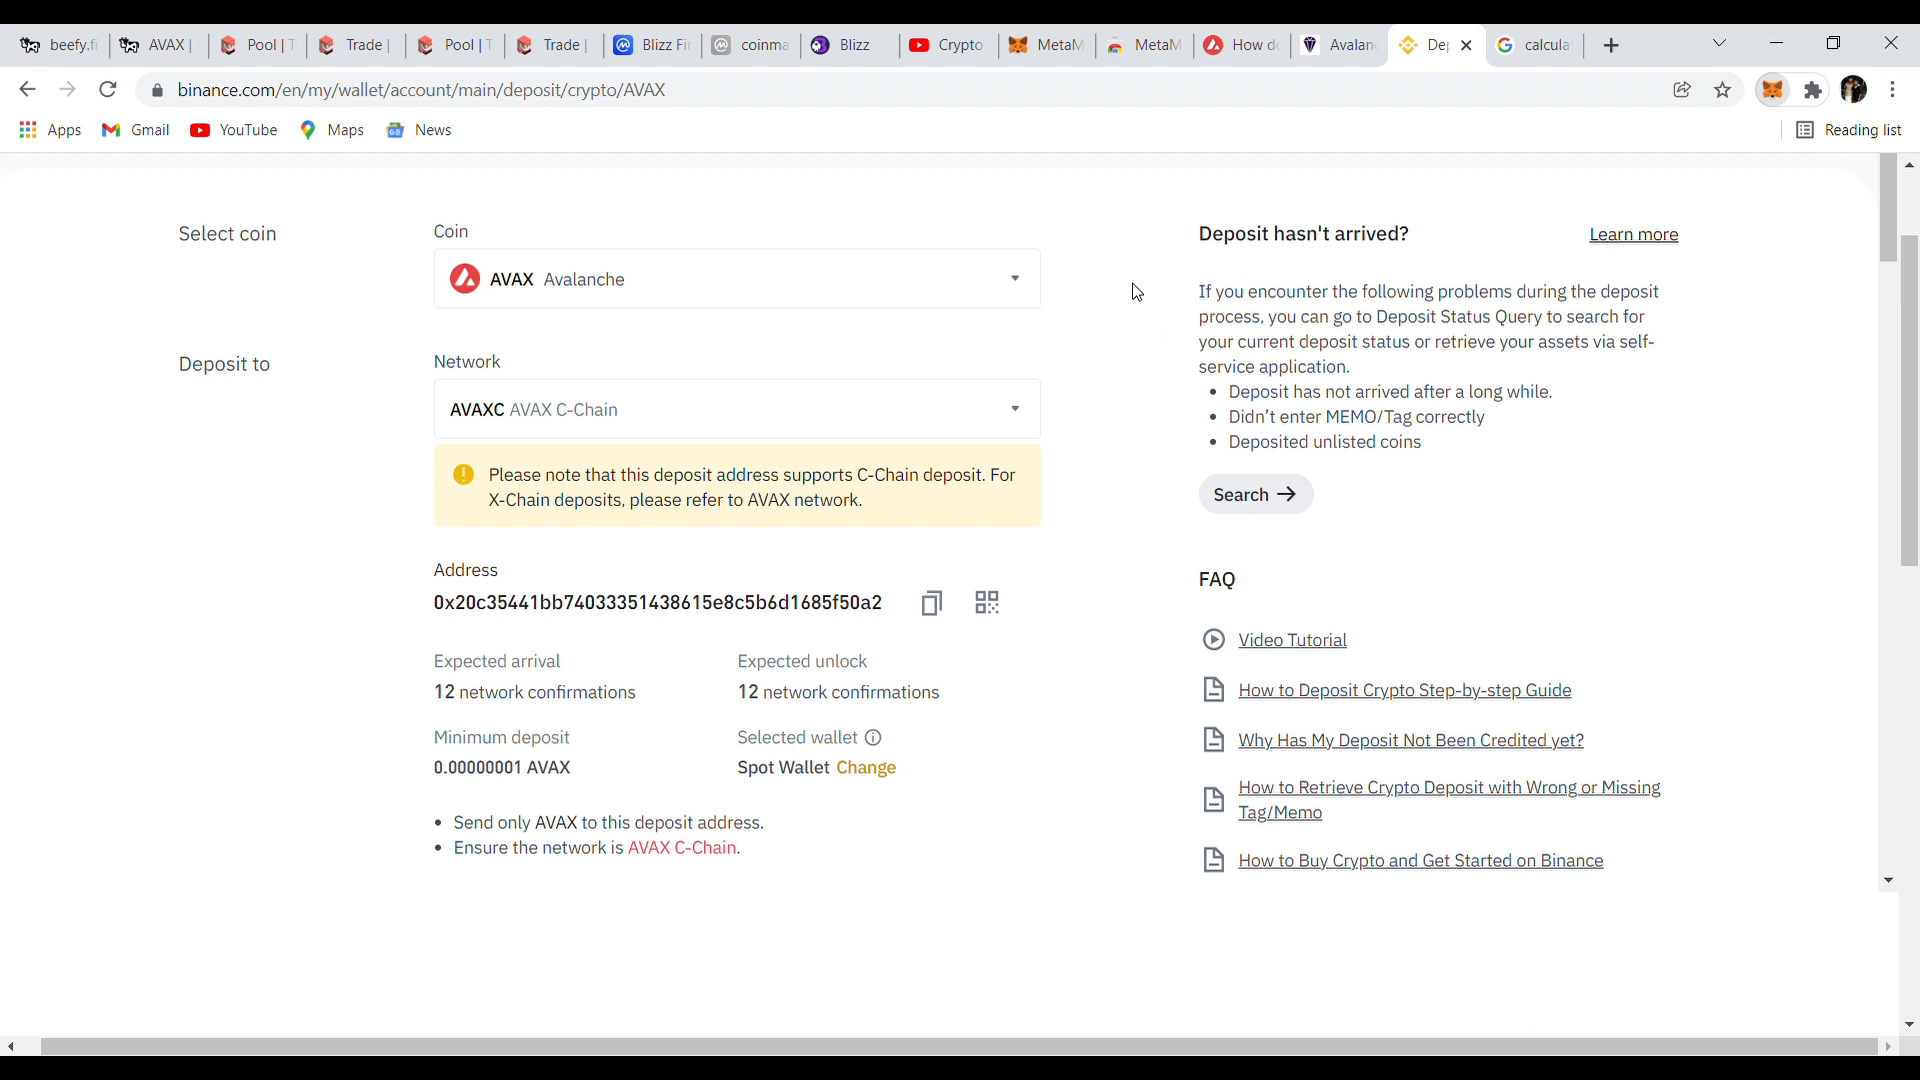 beefy.fi
AVAX |
Pool | T
Trade |
Pool | T
Trade |
Blizz Fi
coinma
Blizz
Crypto
MetaM
MetaM
How do
Avalan
Dep
calcula
binance.com/en/my/wallet/account/main/deposit/crypto/AVAX
Apps
Gmail
YouTube
Maps
News
Reading list
Select coin
Coin
AVAX Avalanche
Deposit to
Network
AVAXC AVAX C-Chain
Please note that this deposit address supports C-Chain deposit. For
X-Chain deposits, please refer to AVAX network.
Address
0x20c35441bb74033351438615e8c5b6d1685f50a2
Expected arrival
12 network confirmations
Expected unlock
12 network confirmations
Minimum deposit
0.00000001 AVAX
Selected wallet
Spot Wallet Change
• Send only AVAX to this deposit address.
• Ensure the network is AVAX C-Chain.
Deposit hasn't arrived?
Learn more
If you encounter the following problems during the deposit
process, you can go to Deposit Status Query to search for
your current deposit status or retrieve your assets via self-
service application.
• Deposit has not arrived after a long while.
• Didn’t enter MEMO/Tag correctly
• Deposited unlisted coins
Search
FAQ
Video Tutorial
How to Deposit Crypto Step-by-step Guide
Why Has My Deposit Not Been Credited yet?
How to Retrieve Crypto Deposit with Wrong or Missing
Tag/Memo
How to Buy Crypto and Get Started on Binance